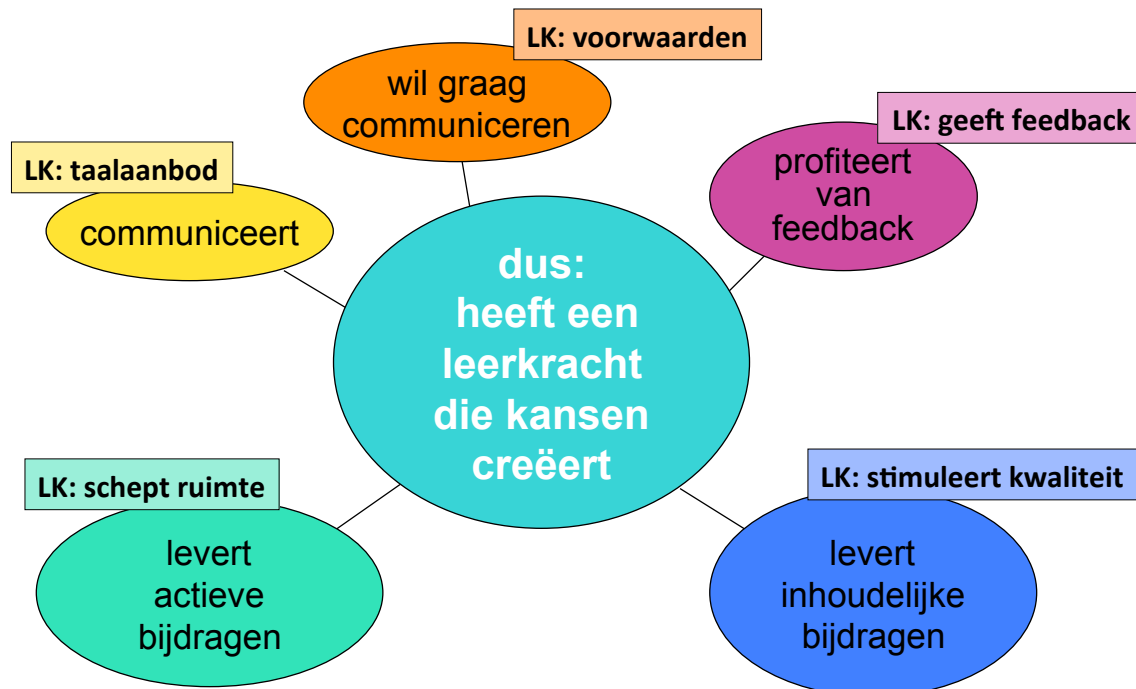 LK: voorwaarden
wil graag
communiceren
LK: geeft feedback
profiteert
van
feedback
LK: taalaanbod
communiceert
dus:
heeft een
leerkracht
die kansen
creëert
LK: schept ruimte
levert
actieve
bijdragen
LK: stimuleert kwaliteit
levert
inhoudelijke
bijdragen